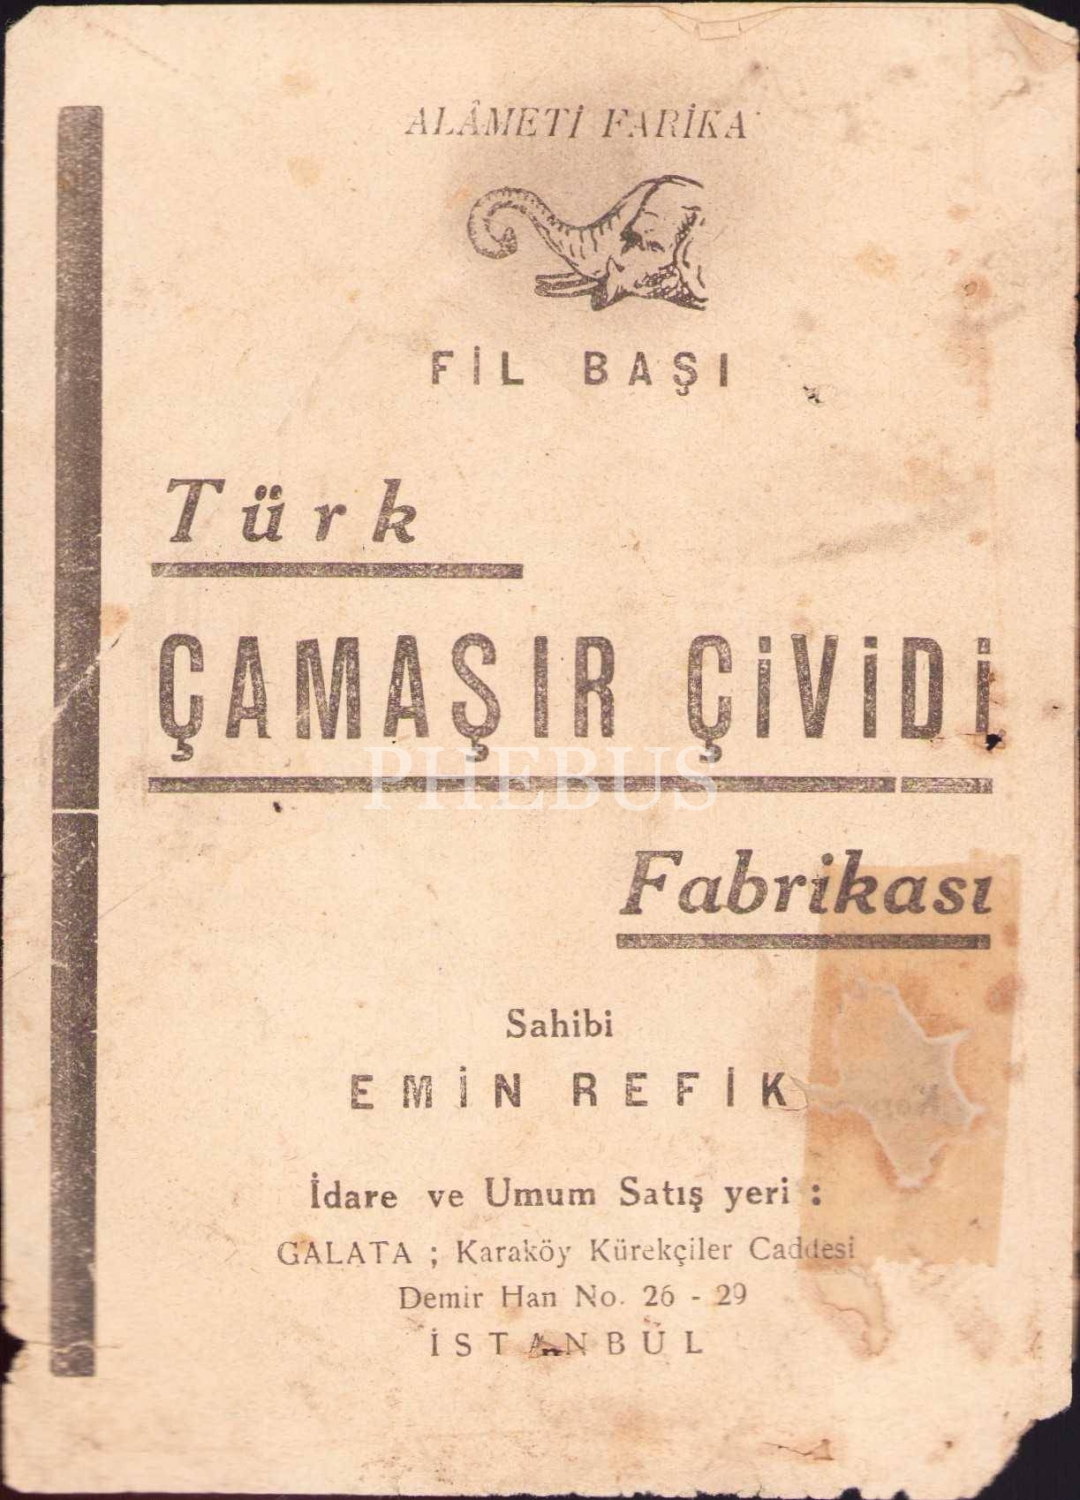 ALÂMETİ FARİKA
FİL BAŞI
Türk
ÇAMAŞIR ÇİVİDİ
PHEBUS
Fabrikası
Sahibi
EMİN REFİK
İdare ve Umum Satış yeri :
GALATA ; Karaköy Kürekçiler Caddesi
Demir Han No. 26 - 29
İSTANBUL